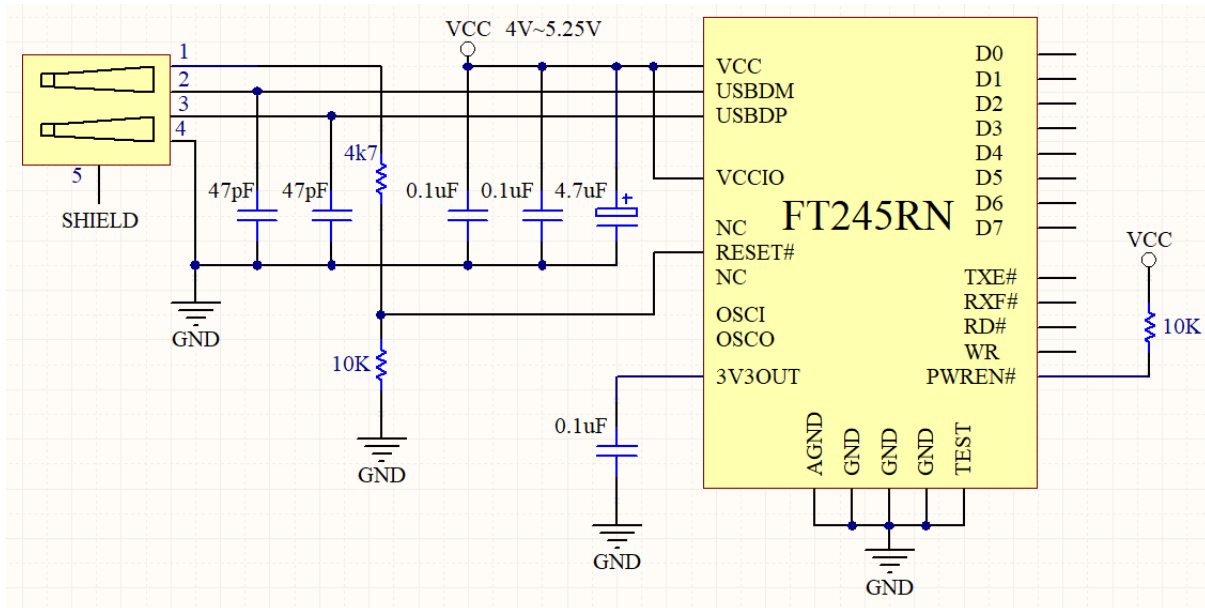 VCC 4V~5.25V
1
2
3
4
5
SHIELD
47pF
47pF
4k7
0.1uF
0.1uF
4.7uF
+
GND
10K
GND
0.1uF
GND
VCC
USBDM
USBDP
VCCIO
NC
RESET#
NC
OSCI
OSCO
3V3OUT
FT245RN
D0
D1
D2
D3
D4
D5
D6
D7
TXE#
RXF#
RD#
WR
PWREN#
AGND
GND
GND
GND
TEST
GND
VCC
10K